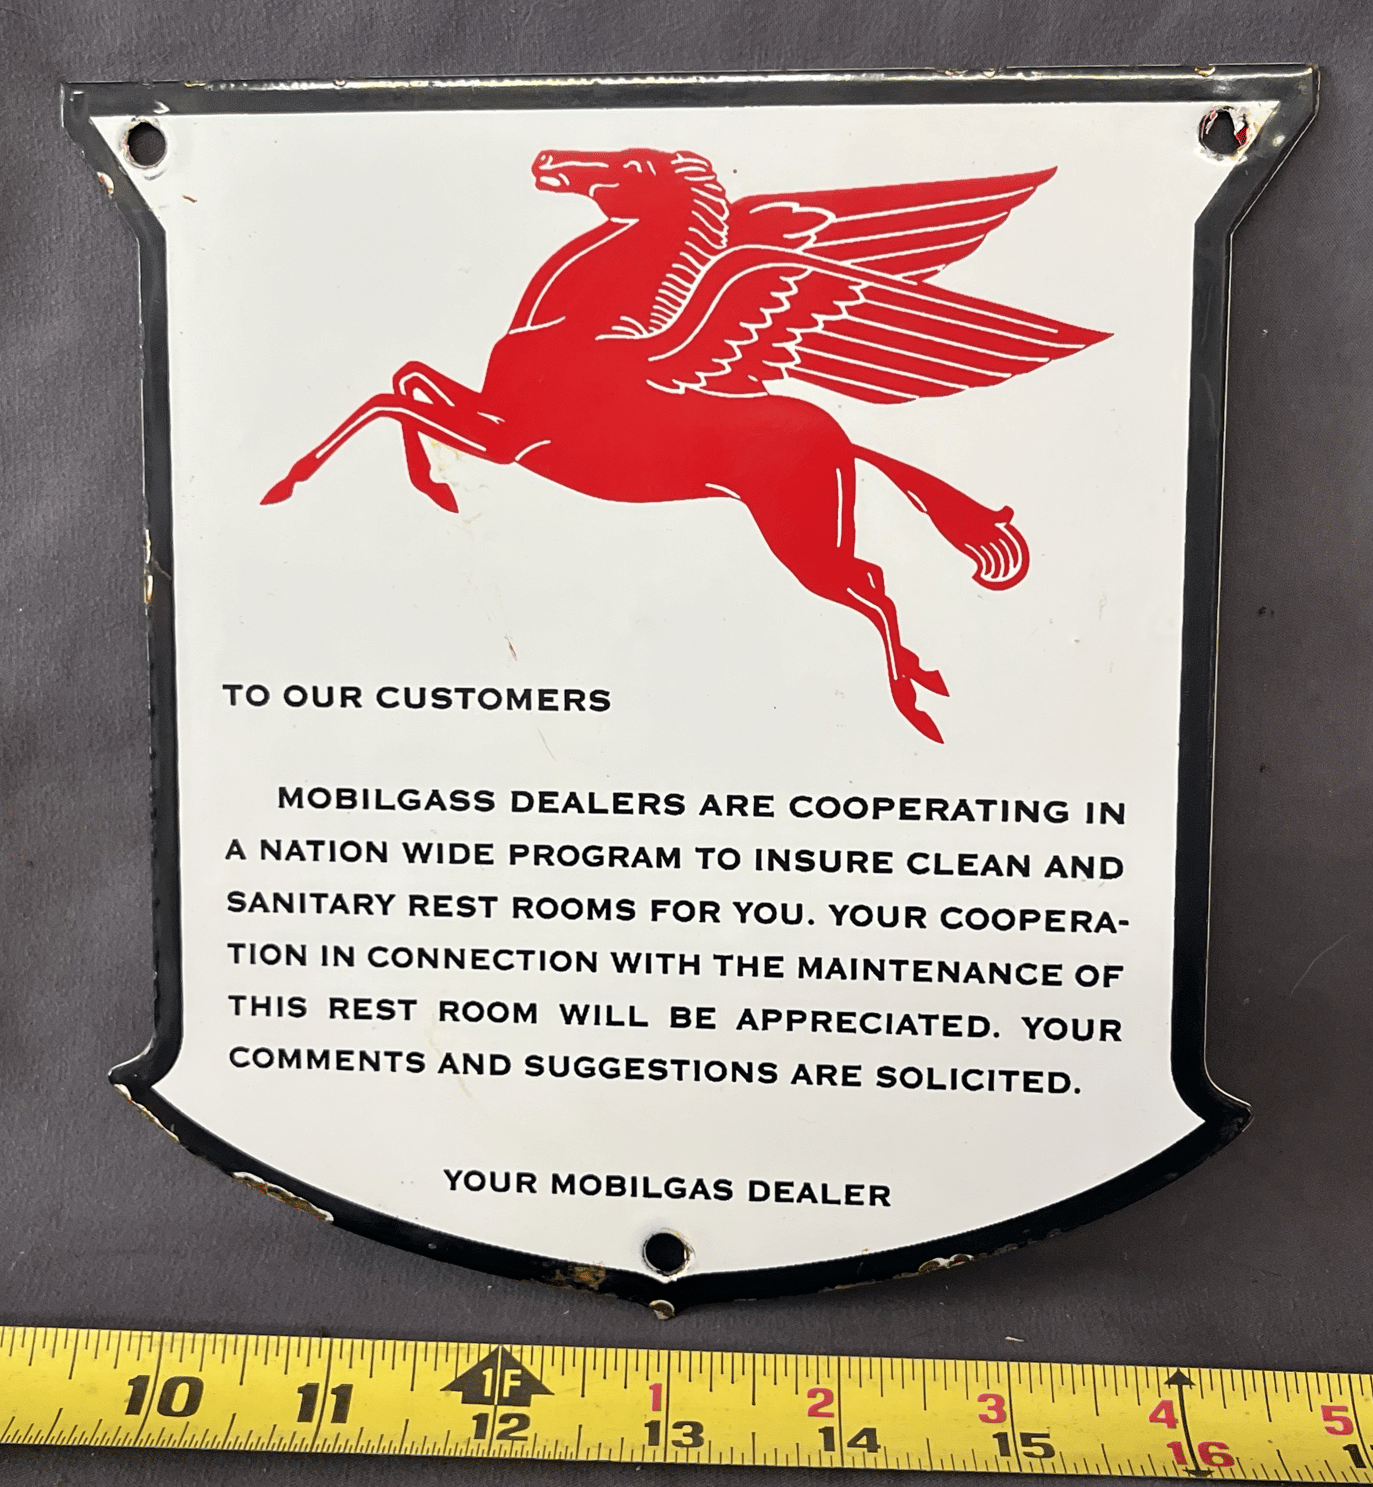 TO OUR CUSTOMERS
MOBILGASS DEALERS ARE COOPERATING IN
A NATION WIDE PROGRAM TO INSURE CLEAN AND
SANITARY REST ROOMS FOR YOU. YOUR COOPERA-
TION IN CONNECTION WITH THE MAINTENANCE OF
THIS REST ROOM WILL BE APPRECIATED. YOUR
COMMENTS AND SUGGESTIONS ARE SOLICITED.
YOUR MOBILGAS DEALER
1F 1 2 3 4 5
10 11 12 13 14 15 16